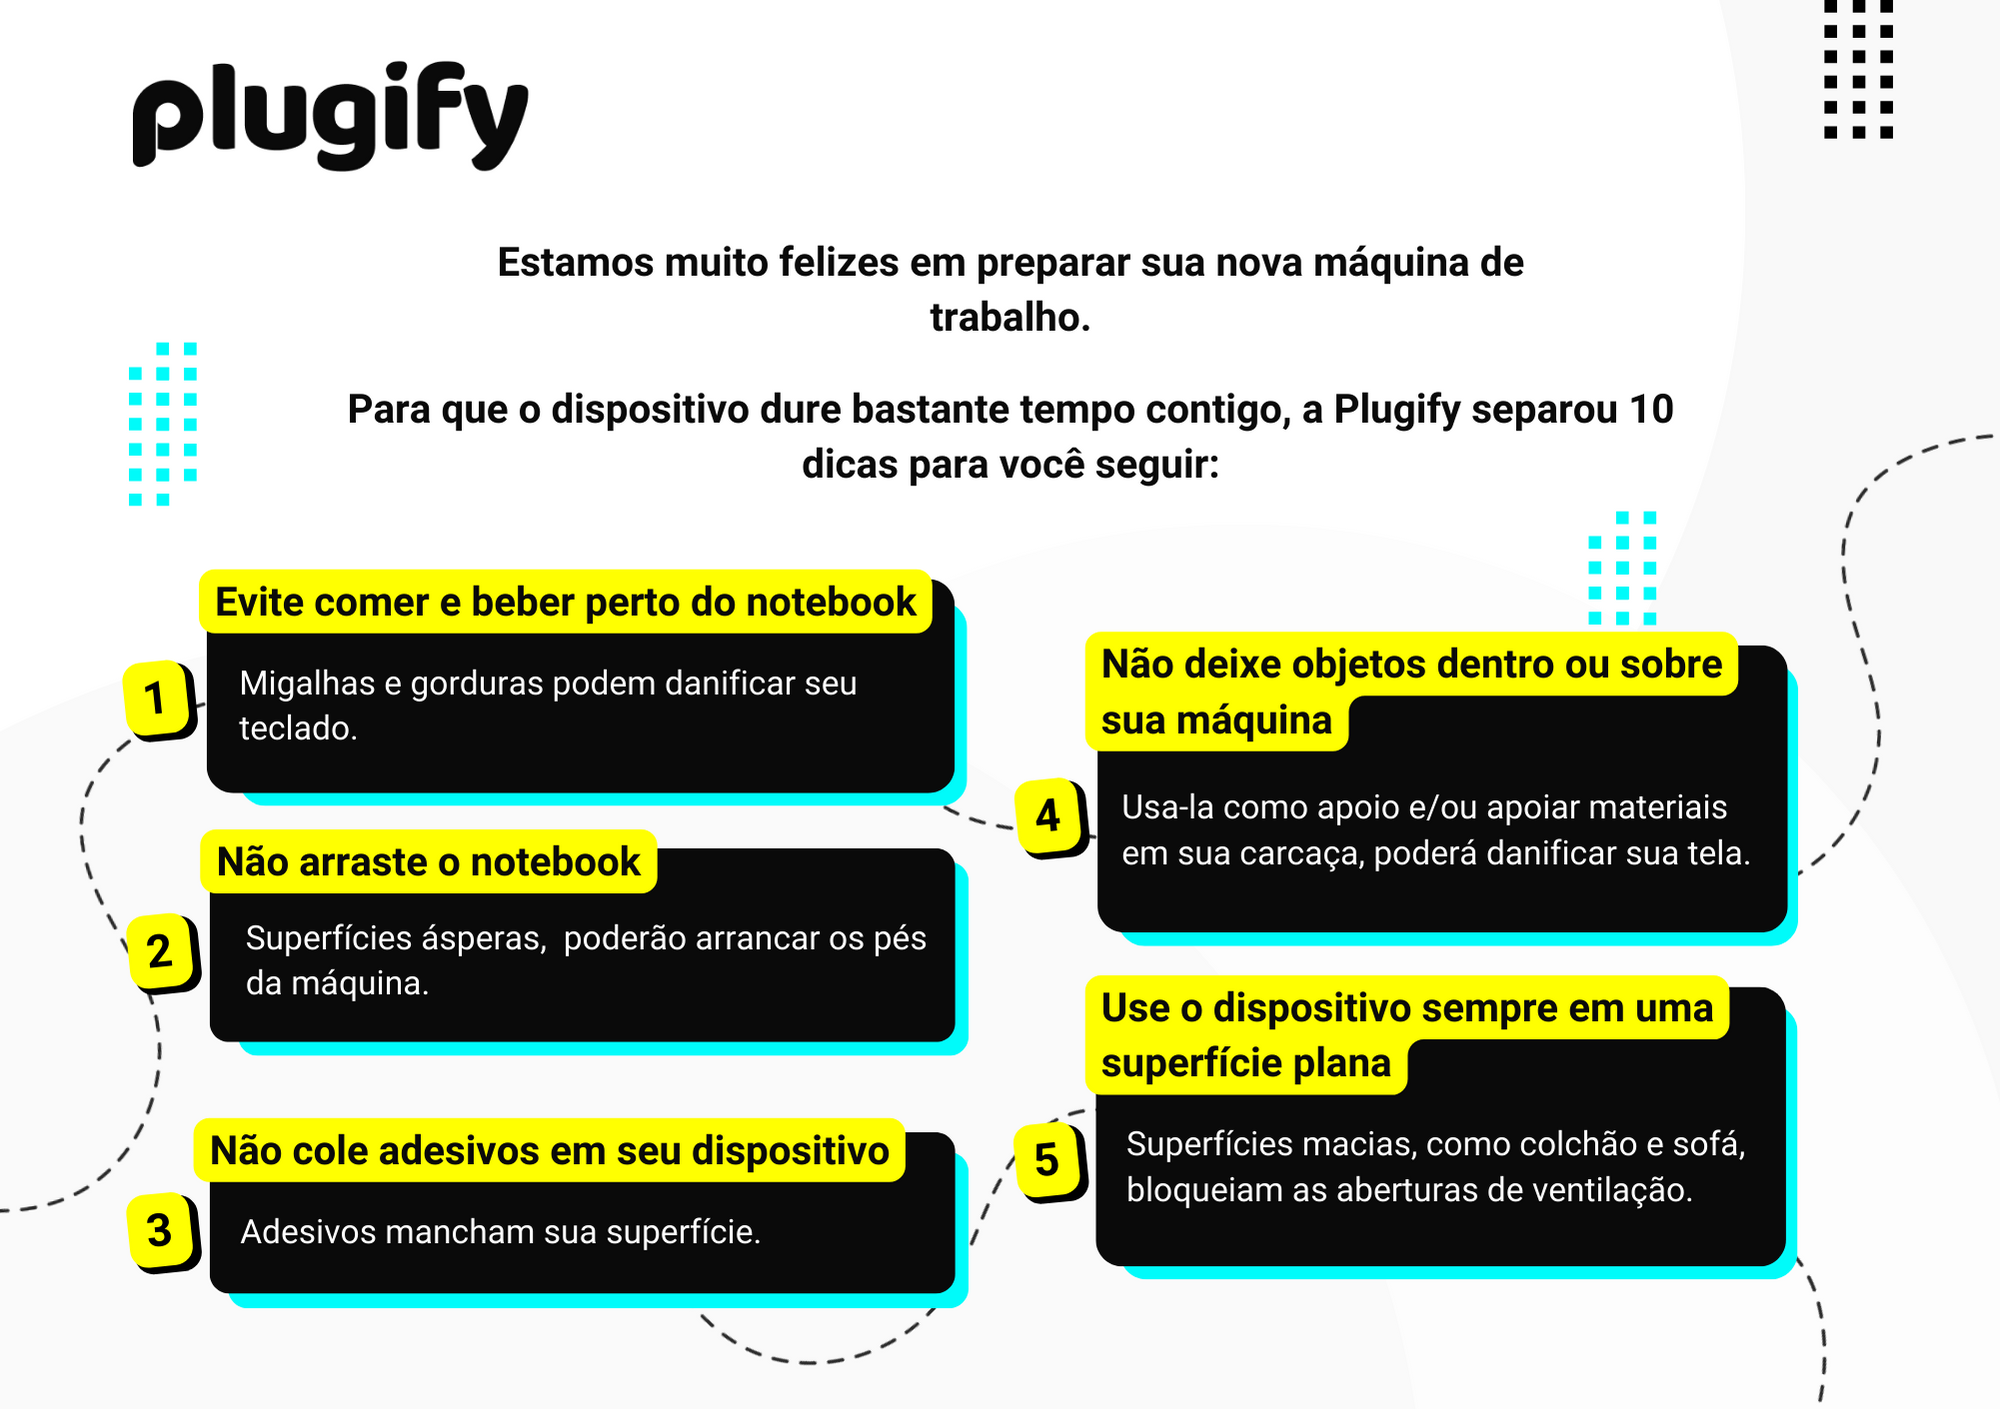 plugify
Estamos muito felizes em preparar sua nova máquina de
trabalho.
Para que o dispositivo dure bastante tempo contigo, a Plugify separou 10
dicas para você seguir:
Evite comer e beber perto do notebook
1
Migalhas e gorduras podem danificar seu
teclado.
Não arraste o notebook
2
Superfícies ásperas,  poderão arrancar os pés
da máquina.
Não cole adesivos em seu dispositivo
3
Adesivos mancham sua superfície.
Não deixe objetos dentro ou sobre
sua máquina
4
Usa-la como apoio e/ou apoiar materiais
em sua carcaça, poderá danificar sua tela.
Use o dispositivo sempre em uma
superfície plana
5
Superfícies macias, como colchão e sofá,
bloqueiam as aberturas de ventilação.